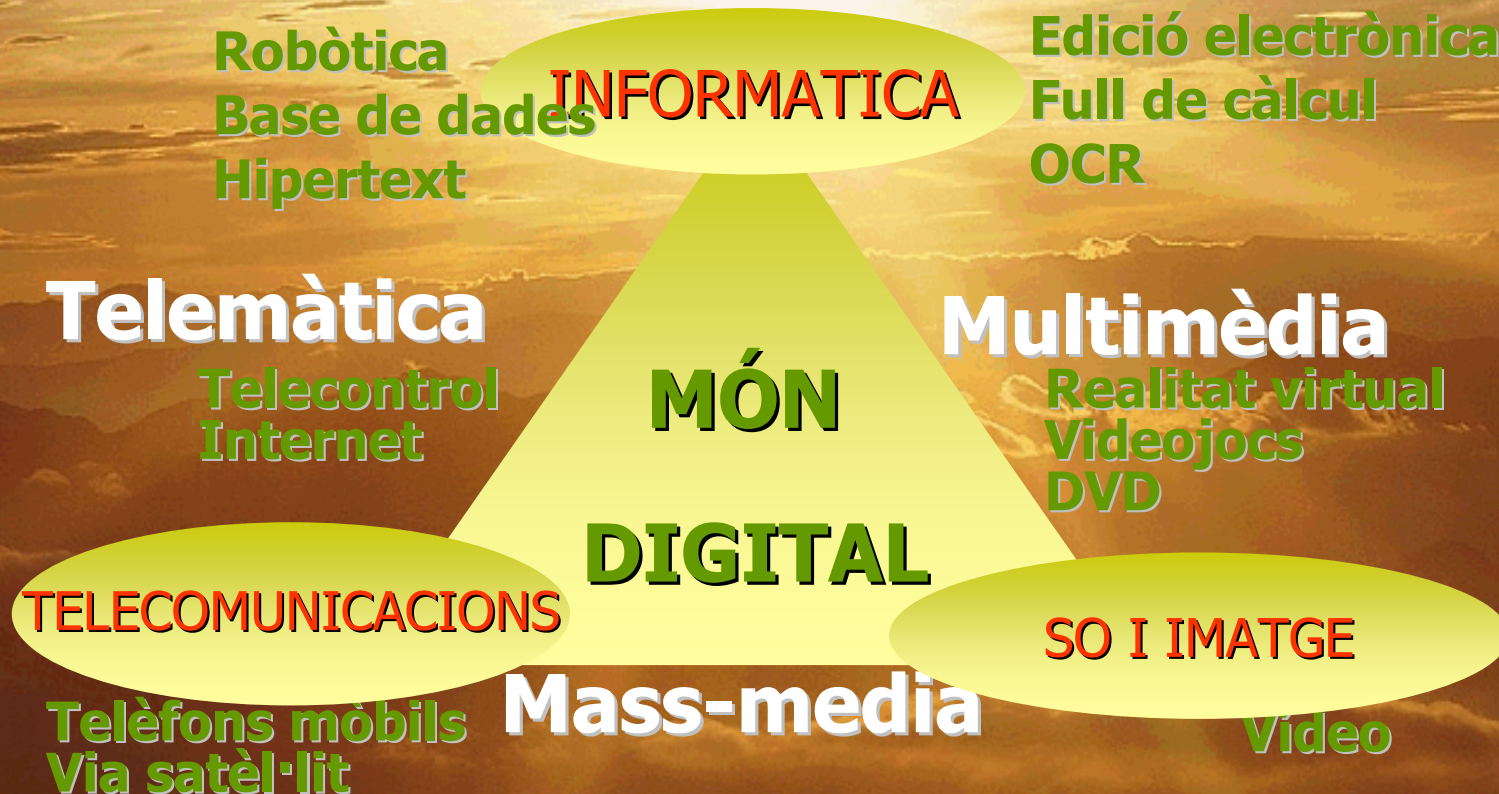 Robòtica
Base de dades
Hipertext
INFORMATICA
Edició electrònica
Full de càlcul
OCR
Telemàtica
Telecontrol
Internet
Multimèdia
Realitat virtual
Videojocs
DVD
MÓN
DIGITAL
TELECOMUNICACIONS
SO I IMATGE
Mass-media
Telèfons mòbils
Via satèl·lit
Vídeo